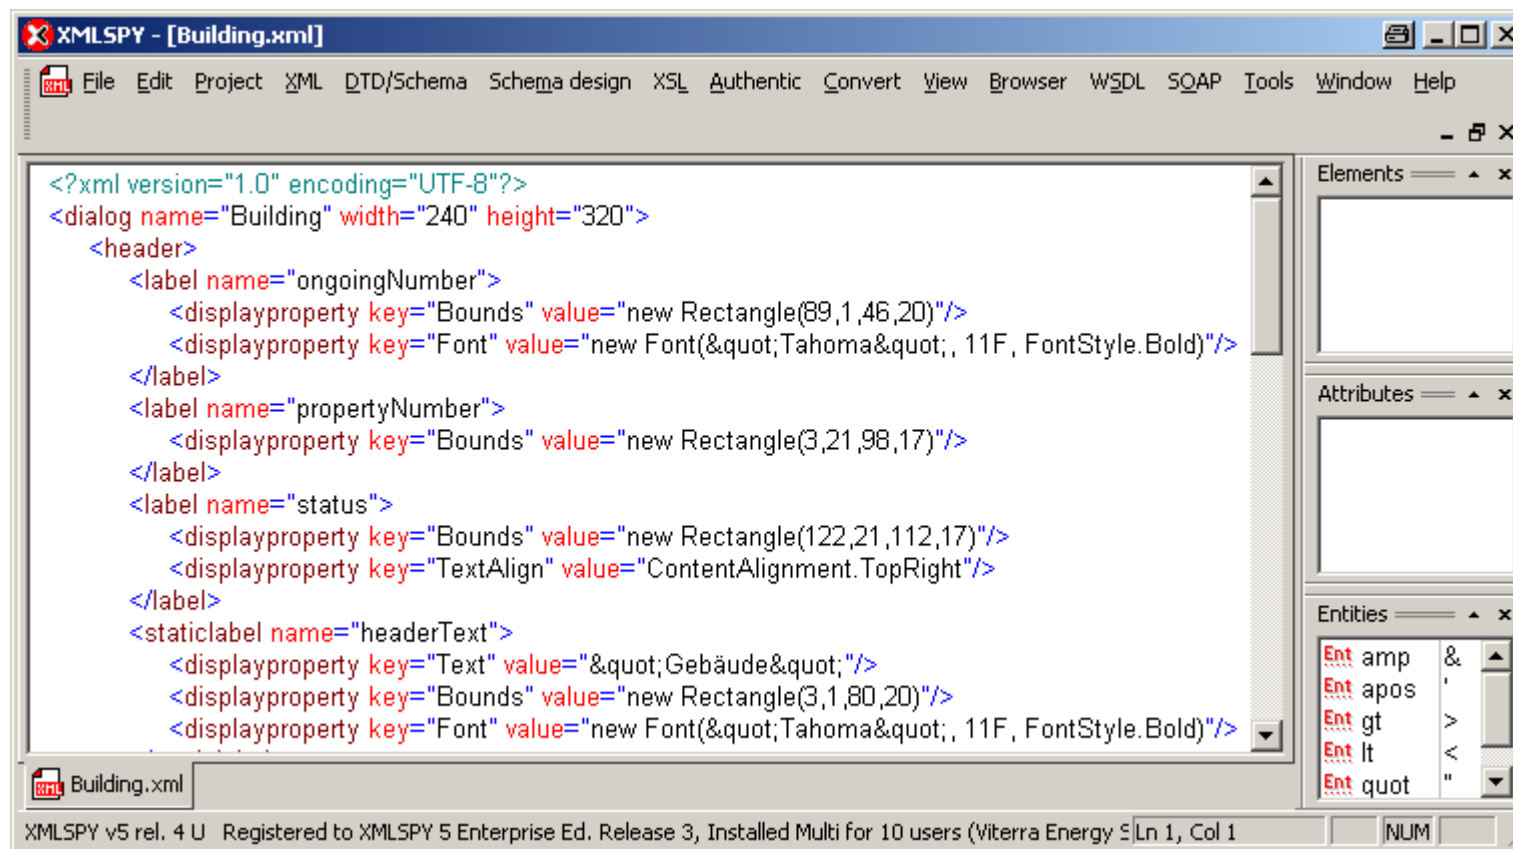 XMLSPY - [Building.xml]
File Edit Project XML DTD/Schema Schema design XSL Authentic Convert View Browser WSDL SOAP Tools Window Help
<?xml version="1.0" encoding="UTF-8"?>
<dialog name="Building" width="240" height="320">
<header>
<label name="ongoingNumber">
<displayproperty key="Bounds" value="new Rectangle(89,1,46,20)"/>
<displayproperty key="Font" value="new Font(&quot;Tahoma&quot;, 11F, FontStyle.Bold)"/>
</label>
<label name="propertyNumber">
<displayproperty key="Bounds" value="new Rectangle(3,21,98,17)"/>
</label>
<label name="status">
<displayproperty key="Bounds" value="new Rectangle(122,21,112,17)"/>
<displayproperty key="TextAlign" value="ContentAlignment.TopRight"/>
</label>
<staticlabel name="headerText">
<displayproperty key="Text" value="&quot;Gebäude&quot;"/>
<displayproperty key="Bounds" value="new Rectangle(3,1,80,20)"/>
<displayproperty key="Font" value="new Font(&quot;Tahoma&quot;, 11F, FontStyle.Bold)"/>
Elements
Attributes
Entities
Ent amp &
Ent apos '
Ent gt >
Ent lt <
Ent quot "
Building.xml
XMLSPY v5 rel. 4 U Registered to XMLSPY 5 Enterprise Ed. Release 3, Installed Multi for 10 users (Viterra Energy Ln 1, Col 1 NUM